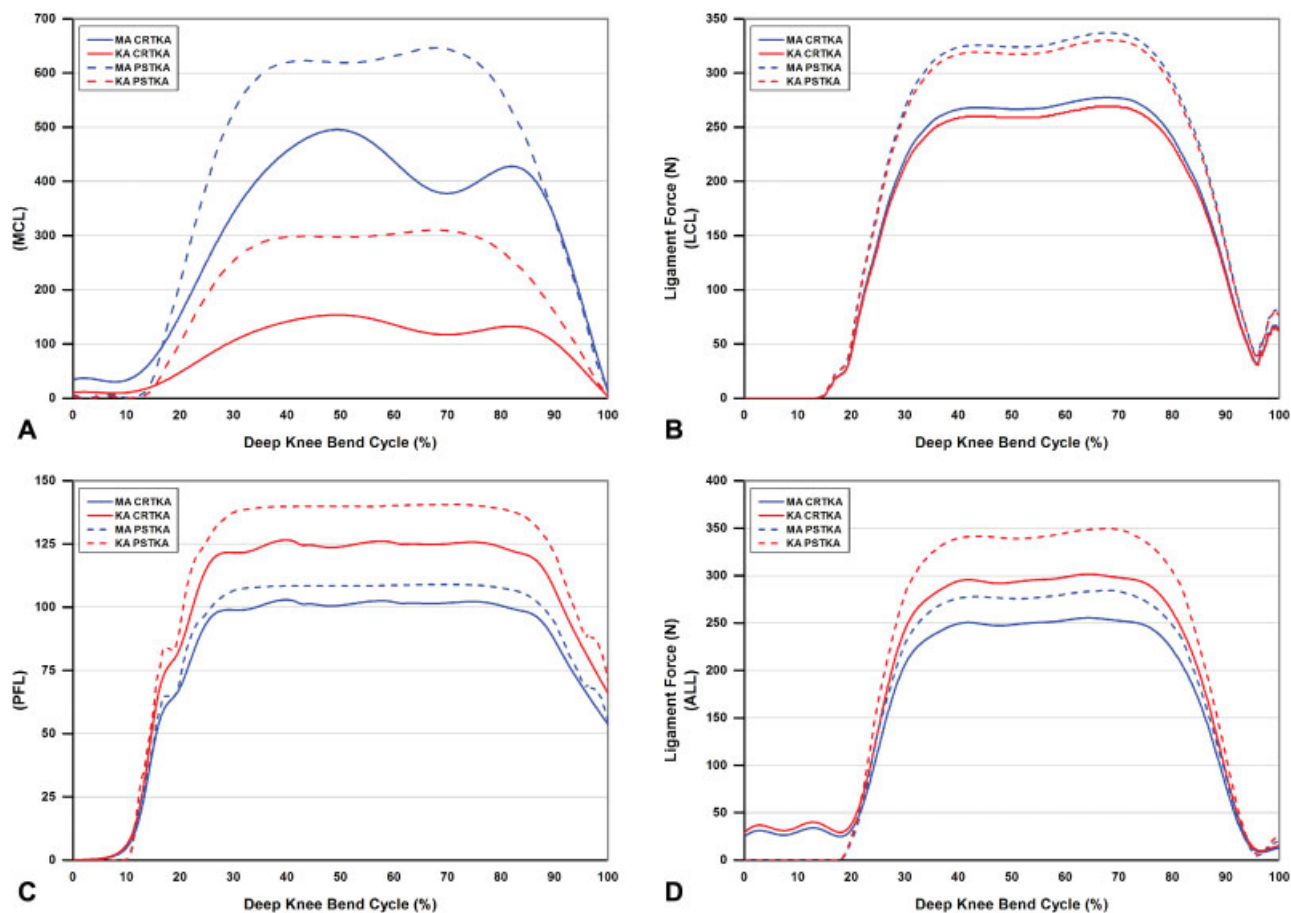 700
600
500
400
300
200
100
0
(MCL)
MA CRTKA
KA CRTKA
MA PSTKA
KA PSTKA
0 10 20 30 40 50 60 70 80 90 100
A
Deep Knee Bend Cycle (%)
350
300
250
200
150
100
50
0
Ligament Force (N)
(LCL)
MA CRTKA
KA CRTKA
MA PSTKA
KA PSTKA
0 10 20 30 40 50 60 70 80 90 100
B
Deep Knee Bend Cycle (%)
150
125
100
75
50
25
0
(PFL)
MA CRTKA
KA CRTKA
MA PSTKA
KA PSTKA
0 10 20 30 40 50 60 70 80 90 100
C
Deep Knee Bend Cycle (%)
400
350
300
250
200
150
100
50
0
Ligament Force (N)
(ALL)
MA CRTKA
KA CRTKA
MA PSTKA
KA PSTKA
0 10 20 30 40 50 60 70 80 90 100
D
Deep Knee Bend Cycle (%)